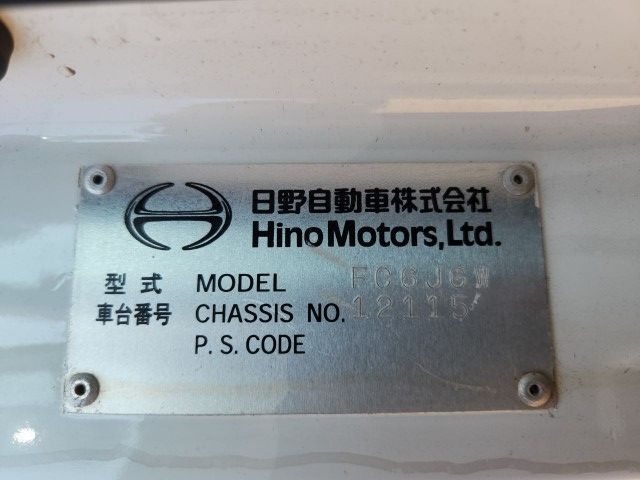 日野自動車株式会社
Hino Motors, Ltd.
型式 MODEL FC6JGW
車台番号 CHASSIS NO. 12115
P. S. CODE